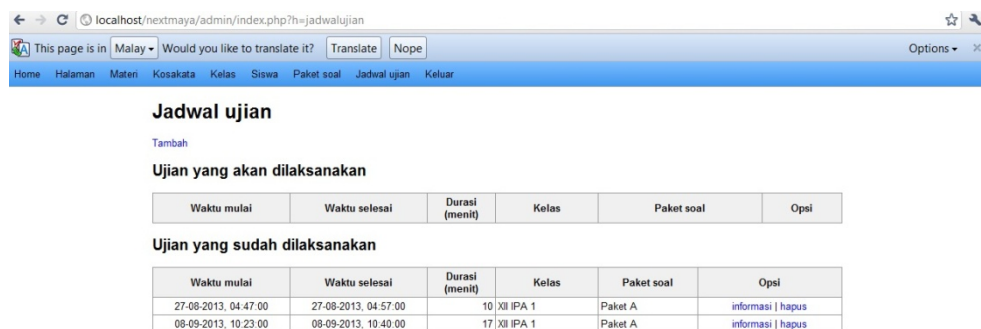 localhost/nextmaya/admin/index.php?h=jadwalujian
This page is in Malay Would you like to translate it? Translate Nope Options
Home Halaman Materi Kosakata Kelas Siswa Paket soal Jadwal ujian Keluar
Jadwal ujian
Tambah
Ujian yang akan dilaksanakan
Waktu mulai Waktu selesai Durasi (menit) Kelas Paket soal Opsi
Ujian yang sudah dilaksanakan
Waktu mulai Waktu selesai Durasi (menit) Kelas Paket soal Opsi
27-08-2013, 04:47:00 27-08-2013, 04:57:00 10 XII IPA 1 Paket A informasi | hapus
08-09-2013, 10:23:00 08-09-2013, 10:40:00 17 XII IPA 1 Paket A informasi | hapus